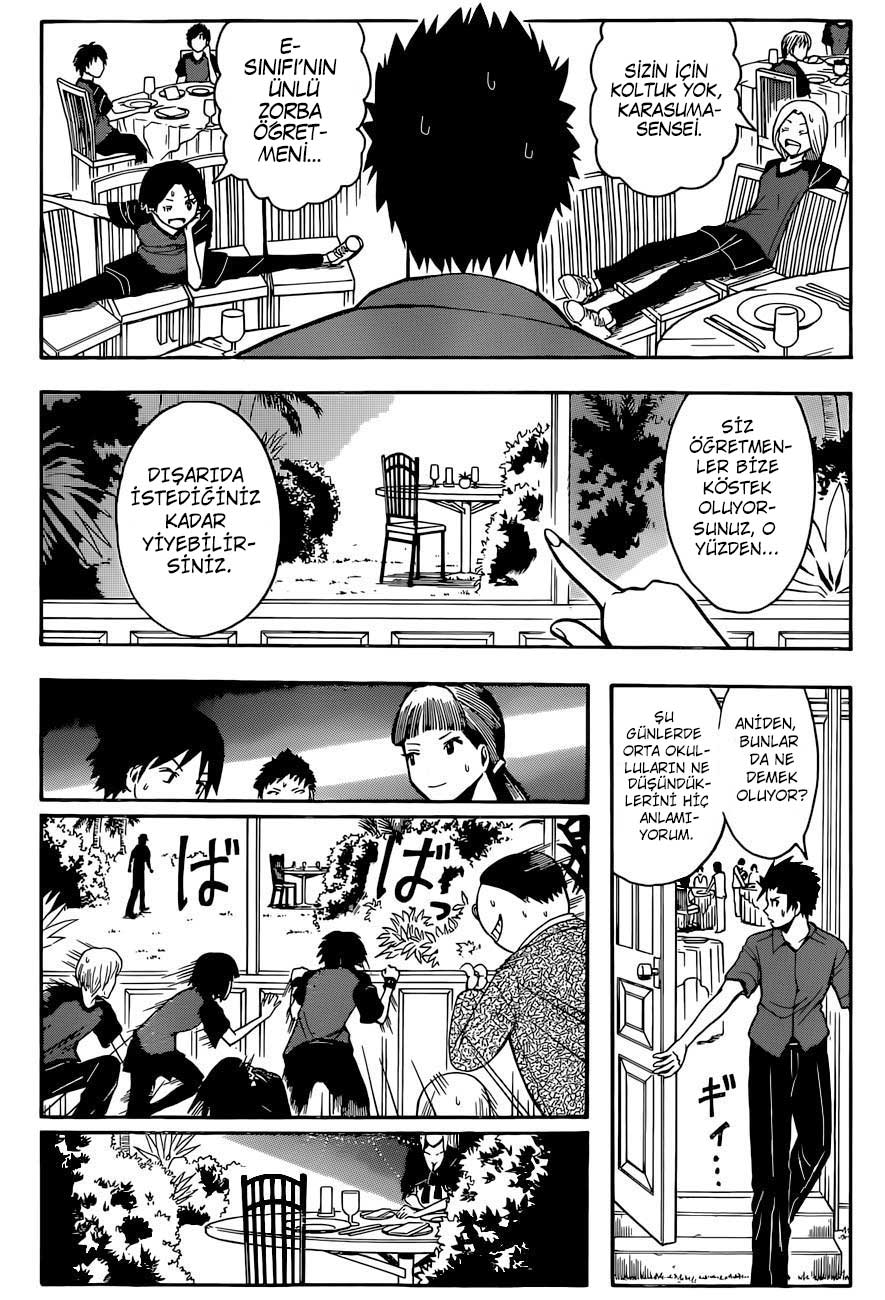 SİZİN İÇİN
KOLTUK YOK,
KARASUMA-
SENSEI.
E-
SINIFI'NIN
ÜNLÜ
ZORBA
ÖĞRET-
MENİ...
SİZ
ÖĞRETMEN-
LER BİZE
KÖSTEK
OLUYOR-
SUNUZ, O
YÜZDEN...
DIŞARIDA
İSTEDİĞİNİZ
KADAR
YİYEBİLİR-
SİNİZ.
ANİDEN,
BUNLAR
DA NE
DEMEK
OLUYOR?
ŞU
GÜNLERDE
ORTA OKUL-
LULARIN NE
DÜŞÜNDÜK-
LERİNİ HİÇ
ANLAMI-
YORUM.
ギィ…
ばばっ